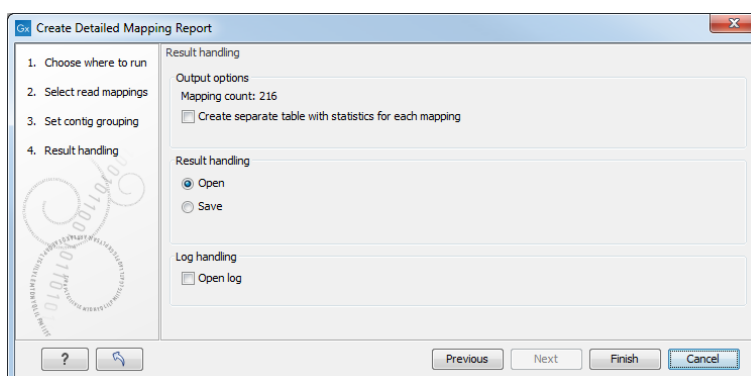 Gx Create Detailed Mapping Report
1. Choose where to run
2. Select read mappings
3. Set contig grouping
4. Result handling
Result handling
Output options
Mapping count: 216
Create separate table with statistics for each mapping
Result handling
Open
Save
Log handling
Open log
?
Previous
Next
Finish
Cancel